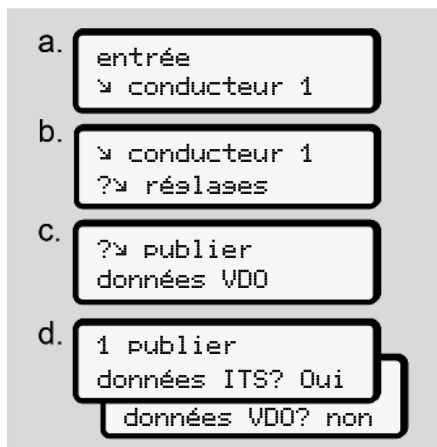 a.
entrée
↘ conducteur 1
b.
↘ conducteur 1
?↘ réglages
c.
?↘ publier
données VDO
d.
1 publier
données ITS? Oui
données VDO? non